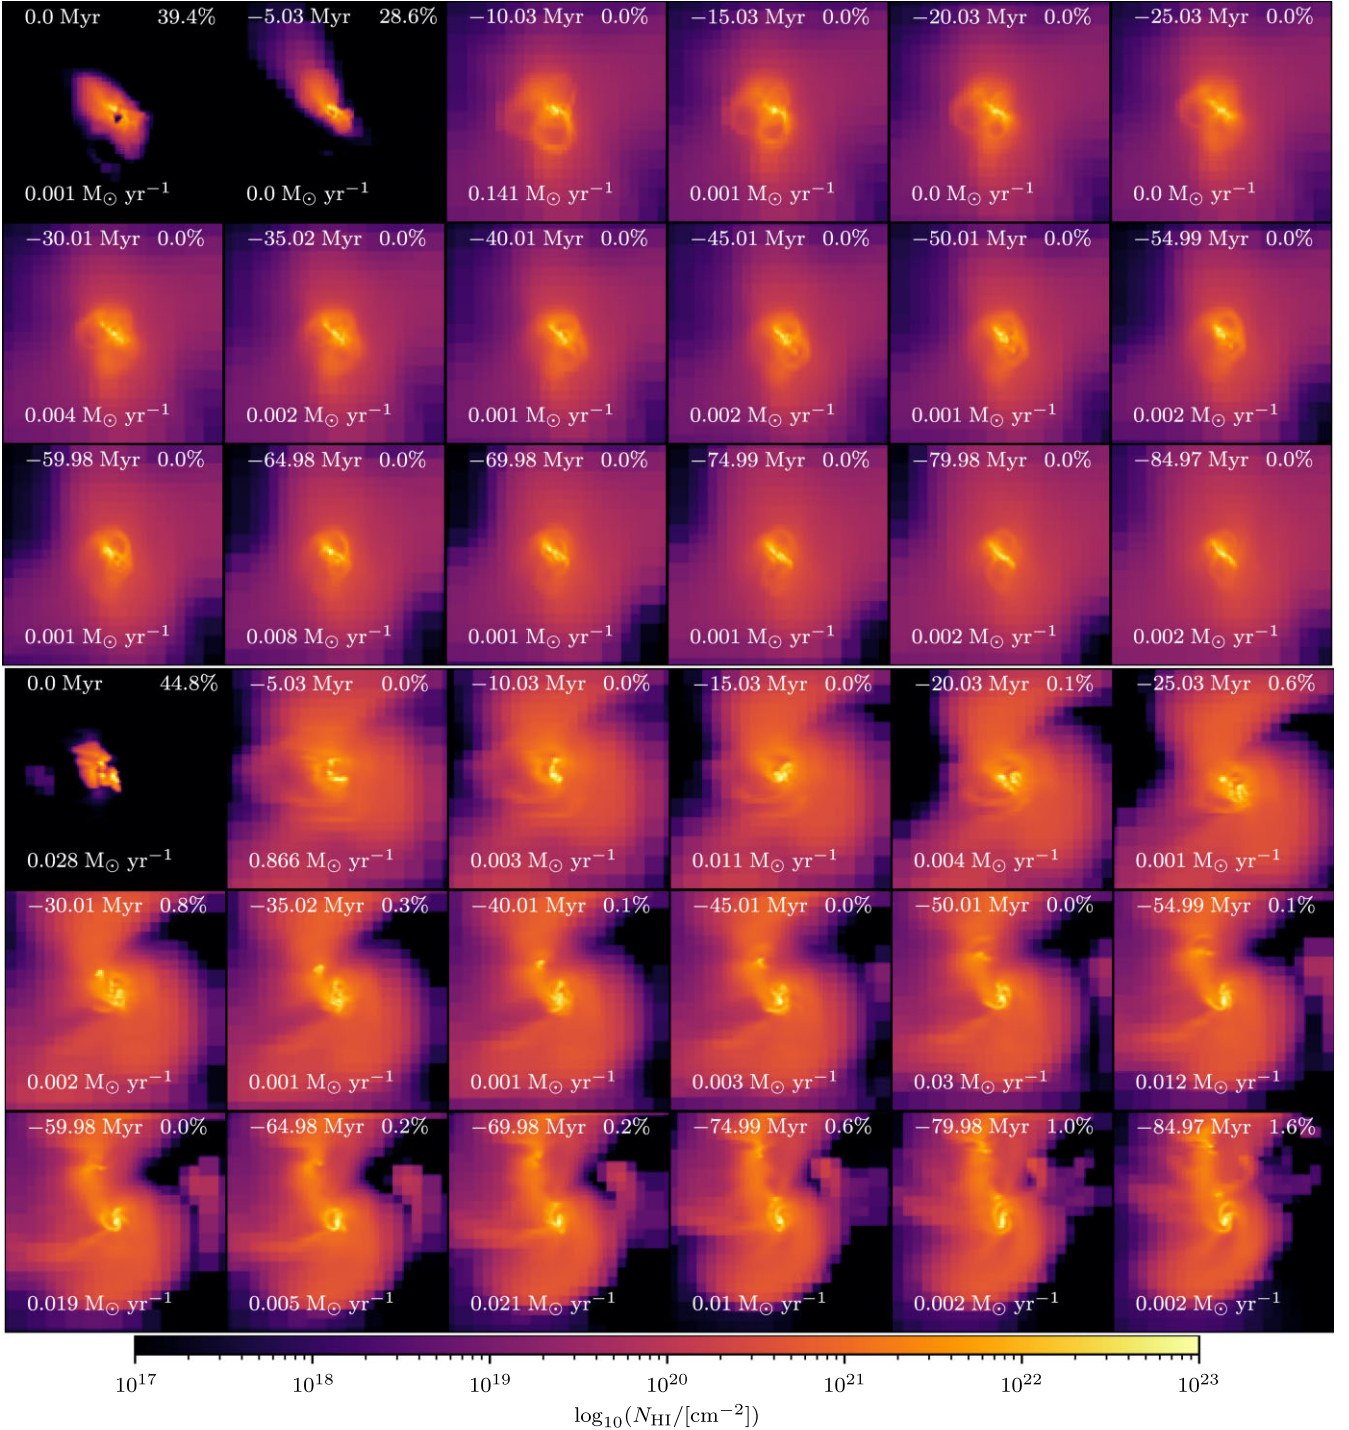 0.0 Myr 39.4% −5.03 Myr 28.6% −10.03 Myr 0.0% −15.03 Myr 0.0% −20.03 Myr 0.0% −25.03 Myr 0.0%
0.001 M⊙ yr⁻¹ 0.0 M⊙ yr⁻¹ 0.141 M⊙ yr⁻¹ 0.001 M⊙ yr⁻¹ 0.0 M⊙ yr⁻¹ 0.0 M⊙ yr⁻¹
−30.01 Myr 0.0% −35.02 Myr 0.0% −40.01 Myr 0.0% −45.01 Myr 0.0% −50.01 Myr 0.0% −54.99 Myr 0.0%
0.004 M⊙ yr⁻¹ 0.002 M⊙ yr⁻¹ 0.001 M⊙ yr⁻¹ 0.002 M⊙ yr⁻¹ 0.001 M⊙ yr⁻¹ 0.002 M⊙ yr⁻¹
−59.98 Myr 0.0% −64.98 Myr 0.0% −69.98 Myr 0.0% −74.99 Myr 0.0% −79.98 Myr 0.0% −84.97 Myr 0.0%
0.001 M⊙ yr⁻¹ 0.008 M⊙ yr⁻¹ 0.001 M⊙ yr⁻¹ 0.001 M⊙ yr⁻¹ 0.002 M⊙ yr⁻¹ 0.002 M⊙ yr⁻¹
0.0 Myr 44.8% −5.03 Myr 0.0% −10.03 Myr 0.0% −15.03 Myr 0.0% −20.03 Myr 0.1% −25.03 Myr 0.6%
0.028 M⊙ yr⁻¹ 0.866 M⊙ yr⁻¹ 0.003 M⊙ yr⁻¹ 0.011 M⊙ yr⁻¹ 0.004 M⊙ yr⁻¹ 0.001 M⊙ yr⁻¹
−30.01 Myr 0.8% −35.02 Myr 0.3% −40.01 Myr 0.1% −45.01 Myr 0.0% −50.01 Myr 0.0% −54.99 Myr 0.1%
0.002 M⊙ yr⁻¹ 0.001 M⊙ yr⁻¹ 0.001 M⊙ yr⁻¹ 0.003 M⊙ yr⁻¹ 0.03 M⊙ yr⁻¹ 0.012 M⊙ yr⁻¹
−59.98 Myr 0.0% −64.98 Myr 0.2% −69.98 Myr 0.2% −74.99 Myr 0.6% −79.98 Myr 1.0% −84.97 Myr 1.6%
0.019 M⊙ yr⁻¹ 0.005 M⊙ yr⁻¹ 0.021 M⊙ yr⁻¹ 0.01 M⊙ yr⁻¹ 0.002 M⊙ yr⁻¹ 0.002 M⊙ yr⁻¹
10¹⁷ 10¹⁸ 10¹⁹ 10²⁰ 10²¹ 10²² 10²³
log₁₀(N_HI/[cm⁻²])